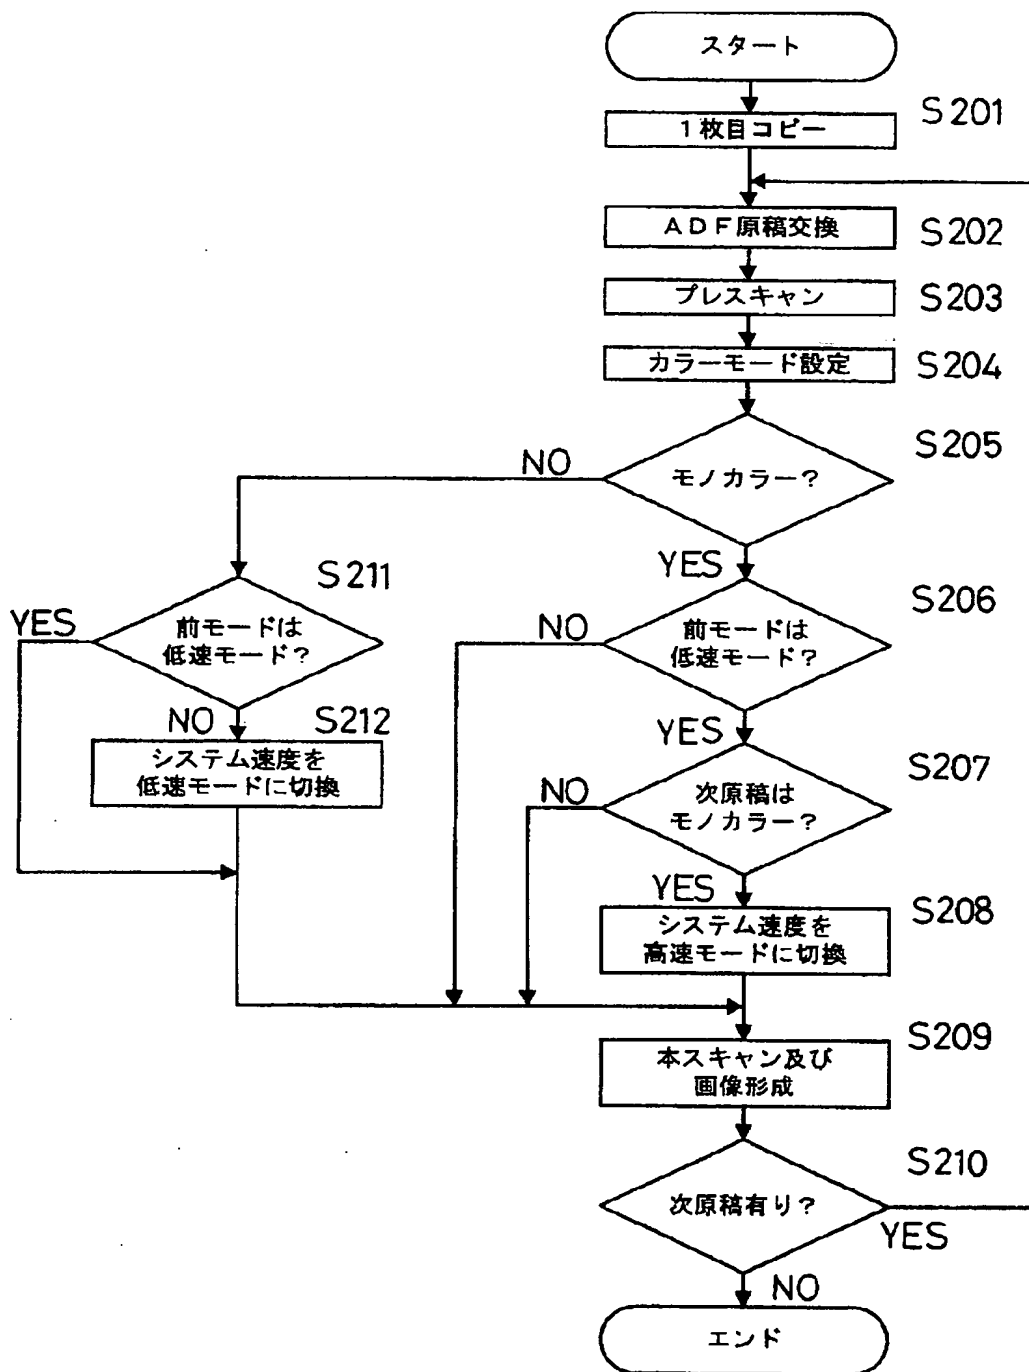 スタート
S201
1枚目コピー
ADF原稿交換
S202
プレスキャン
S203
カラーモード設定
S204
S205
NO
モノカラー?
YES
S211
S206
YES
前モードは
低速モード?
NO
前モードは
低速モード?
NO
S212
YES
システム速度を
低速モードに切換
S207
NO
次原稿は
モノカラー?
YES
S208
システム速度を
高速モードに切換
S209
本スキャン及び
画像形成
S210
次原稿有り?
YES
NO
エンド